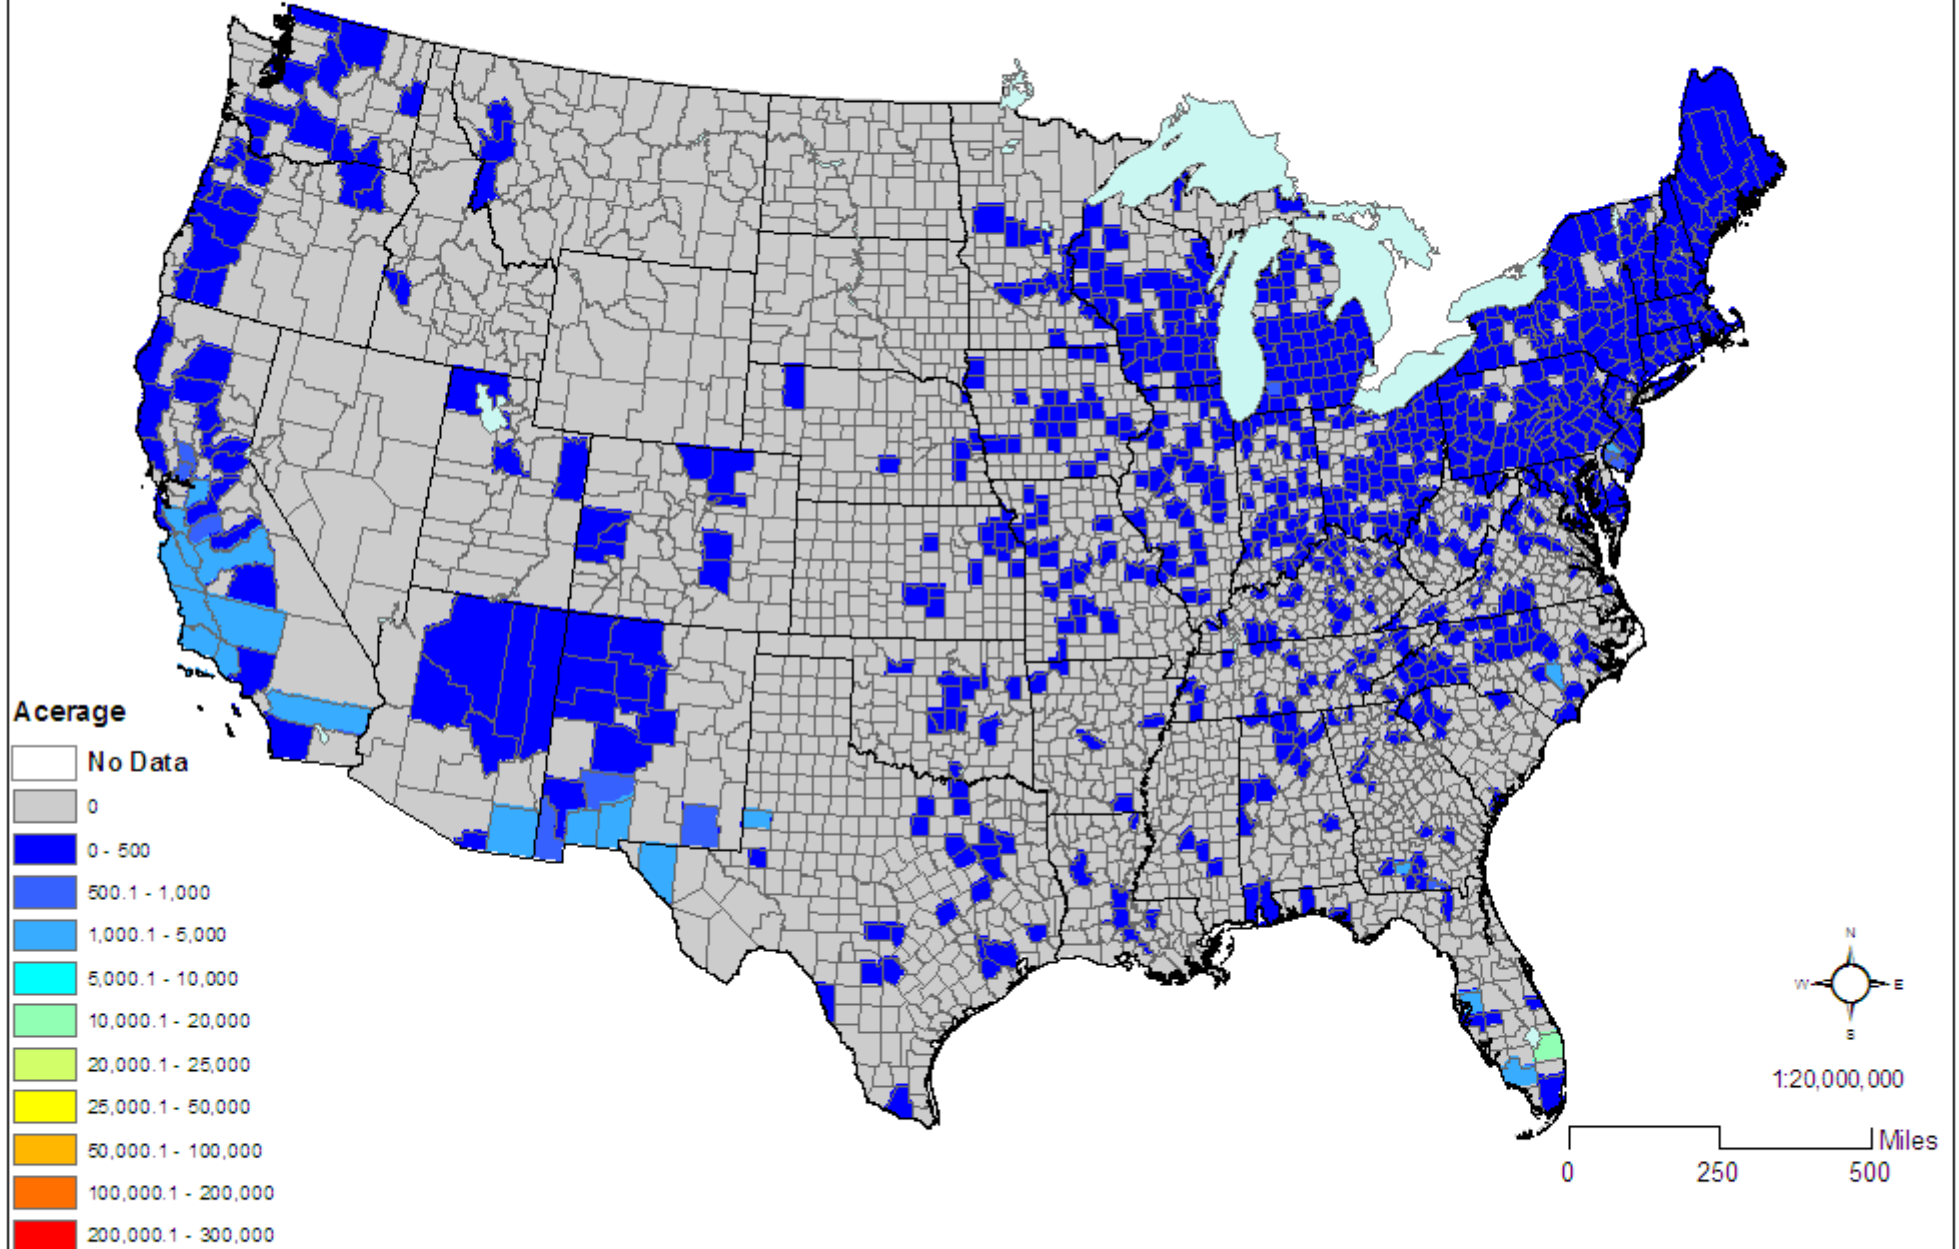 Acerage
No Data
0
0 - 500
500.1 - 1,000
1,000.1 - 5,000
5,000.1 - 10,000
10,000.1 - 20,000
20,000.1 - 25,000
25,000.1 - 50,000
50,000.1 - 100,000
100,000.1 - 200,000
200,000.1 - 300,000
N
W E
S
1:20,000,000
Miles
0 250 500